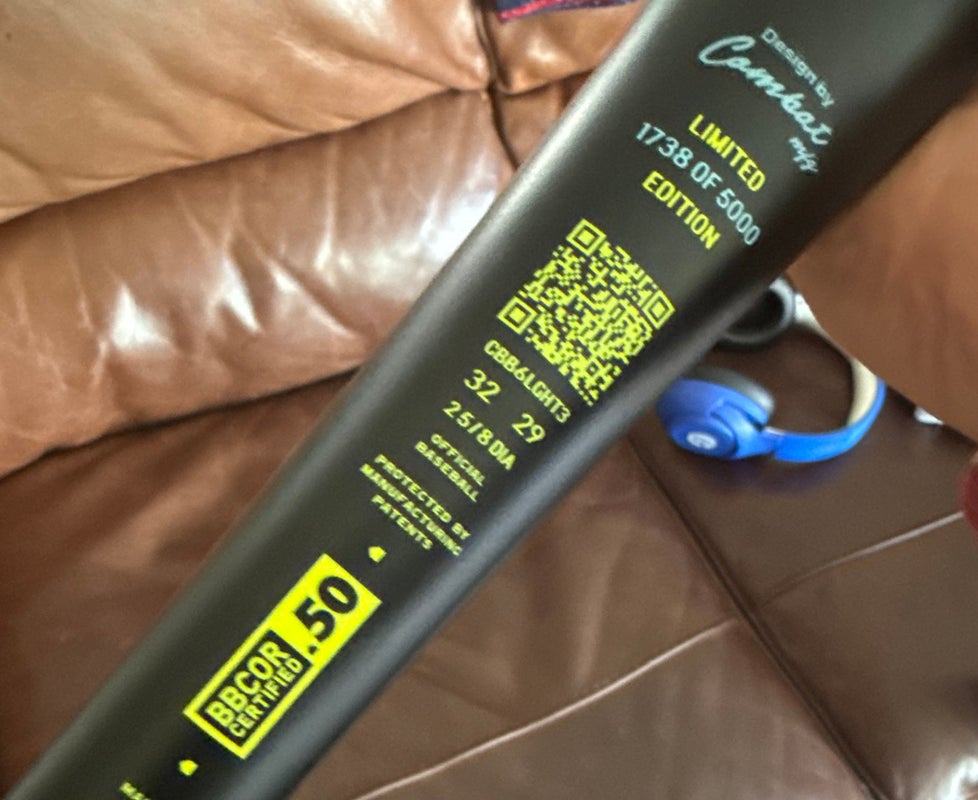 Design by
Combat
mfg
LIMITED
1738 OF 5000
EDITION
CBB6LGHT3
32 29
2 5/8 DIA
OFFICIAL
BASEBALL
PROTECTED BY
MANUFACTURING
PATENTS
BBCOR
CERTIFIED
.50